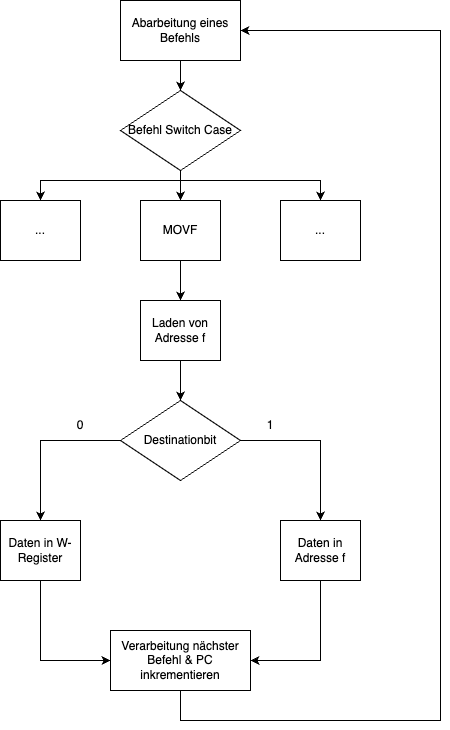 Abarbeitung eines
Befehls
Befehl Switch Case
...
MOVF
...
Laden von
Adresse f
0
1
Destinationbit
Daten in W-
Register
Daten in
Adresse f
Verarbeitung nächster
Befehl & PC
inkrementieren